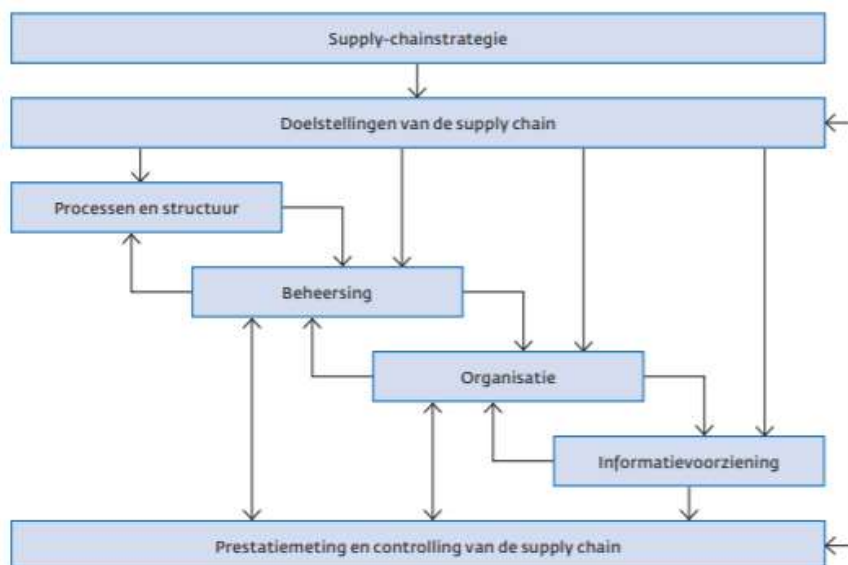 Supply-chainstrategie
Doelstellingen van de supply chain
Processen en structuur
Beheersing
Organisatie
Informatievoorziening
Prestatiemeting en controlling van de supply chain